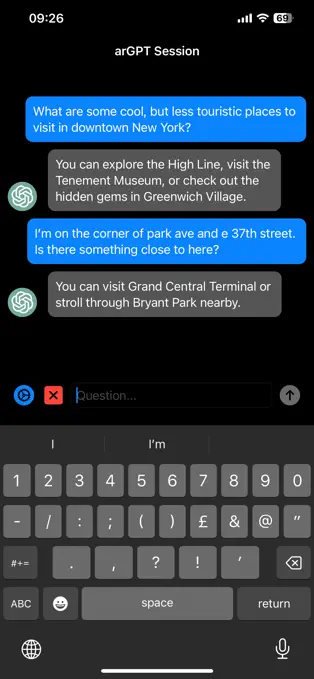 09:26
69
arGPT Session
What are some cool, but less touristic places to
visit in downtown New York?
You can explore the High Line, visit the
Tenement Museum, or check out the
hidden gems in Greenwich Village.
I'm on the corner of park ave and e 37th street.
Is there something close to here?
You can visit Grand Central Terminal or
stroll through Bryant Park nearby.
Question...
I I'm
1 2 3 4 5 6 7 8 9 0
- / : ; ( ) £ & @ "
#+= . , ? ! '
ABC space return